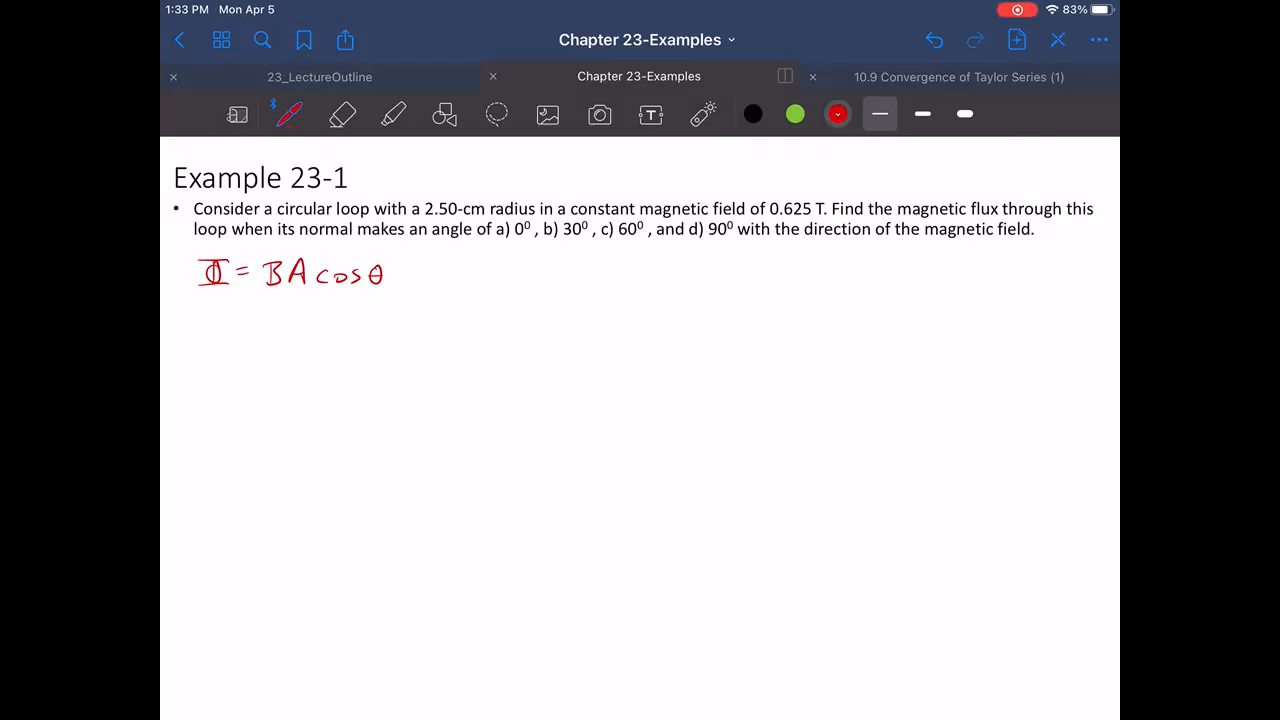 1:33 PM Mon Apr 5 83%
Chapter 23-Examples
23_LectureOutline Chapter 23-Examples 10.9 Convergence of Taylor Series (1)
T
Example 23-1
• Consider a circular loop with a 2.50-cm radius in a constant magnetic field of 0.625 T. Find the magnetic flux through this
loop when its normal makes an angle of a) 0⁰ , b) 30⁰ , c) 60⁰ , and d) 90⁰ with the direction of the magnetic field.
Φ = BA cosθ